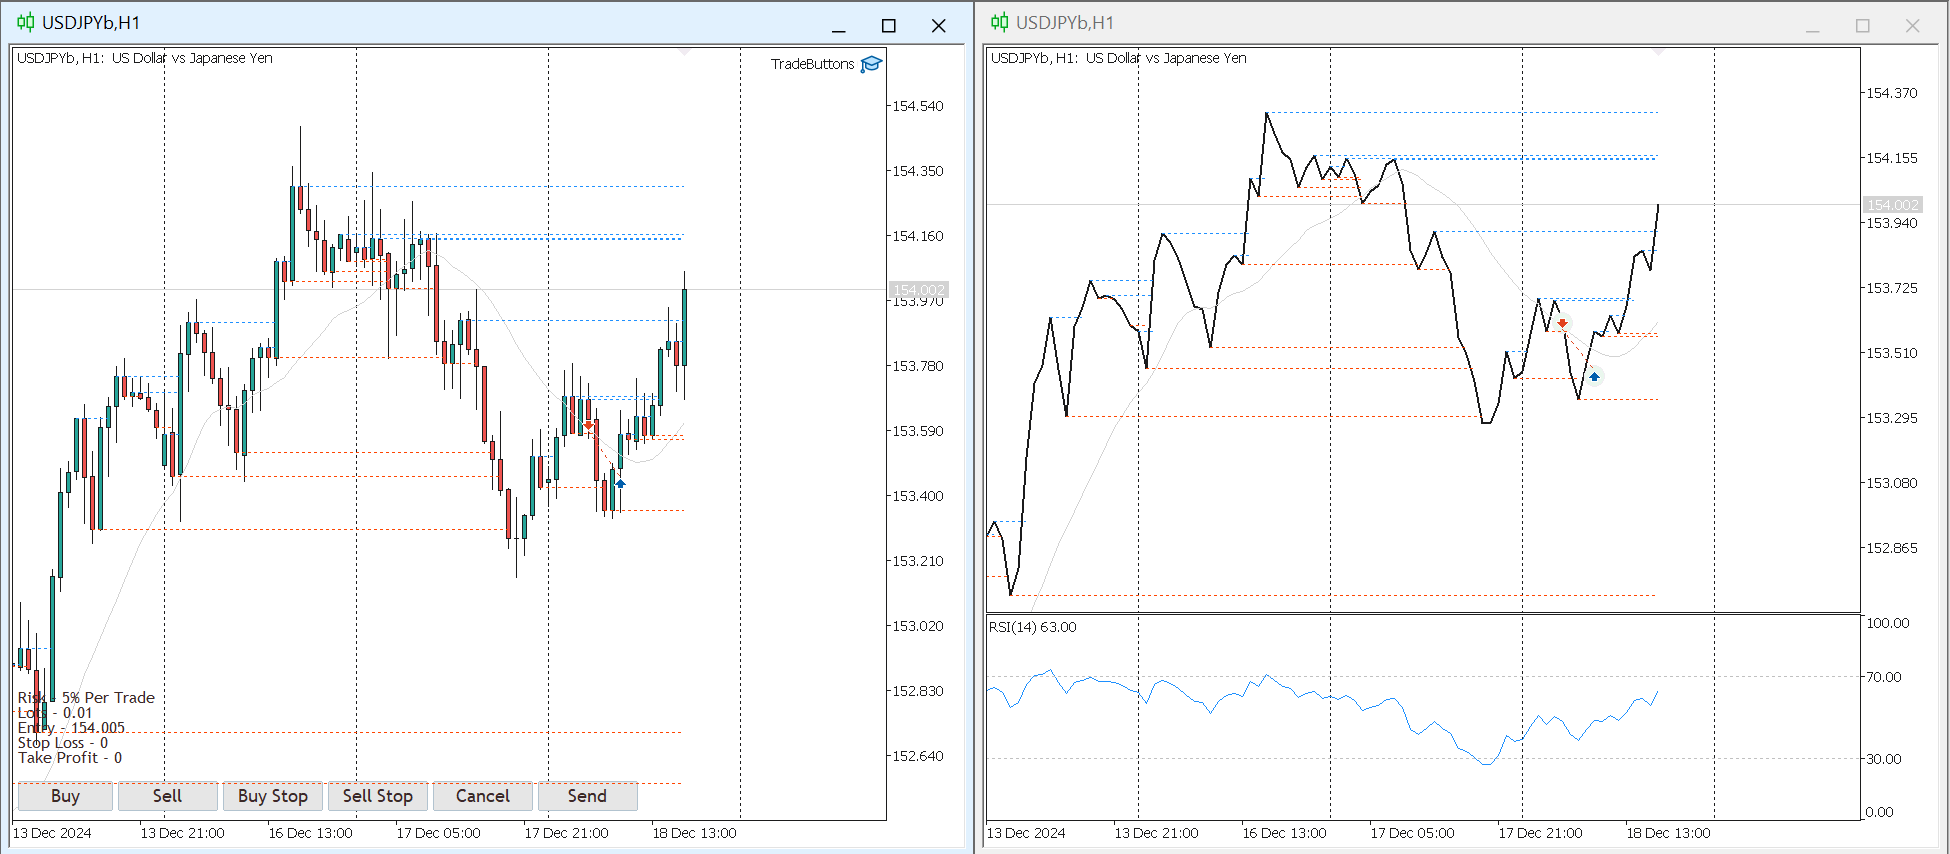 USDJPYb,H1
USDJPYb, H1:  US Dollar vs Japanese Yen
TradeButtons
154.540
154.350
154.160
154.002
153.970
153.780
153.590
153.400
153.210
153.020
152.830
152.640
Risk - 5% Per Trade
Lots - 0.01
Entry - 154.005
Stop Loss - 0
Take Profit - 0
Buy
Sell
Buy Stop
Sell Stop
Cancel
Send
13 Dec 2024
13 Dec 21:00
16 Dec 13:00
17 Dec 05:00
17 Dec 21:00
18 Dec 13:00
USDJPYb,H1
USDJPYb, H1:  US Dollar vs Japanese Yen
154.370
154.155
154.002
153.940
153.725
153.510
153.295
153.080
152.865
RSI(14) 63.00
100.00
70.00
30.00
0.00
13 Dec 2024
13 Dec 21:00
16 Dec 13:00
17 Dec 05:00
17 Dec 21:00
18 Dec 13:00